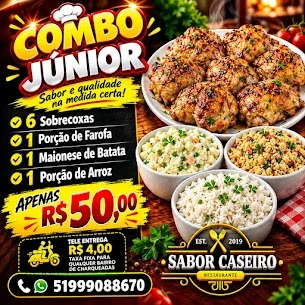 COMBO
JÚNIOR
Sabor e qualidade
na medida certa!
6 Sobrecoxas
1 Porção de Farofa
1 Maionese de Batata
1 Porção de Arroz
APENAS
R$50,00
TELE ENTREGA
R$ 4,00
TAXA FIXA PARA
QUALQUER BAIRRO
DE CHARQUEADAS
51999088670
EST. 2019
SABOR CASEIRO
RESTAURANTE